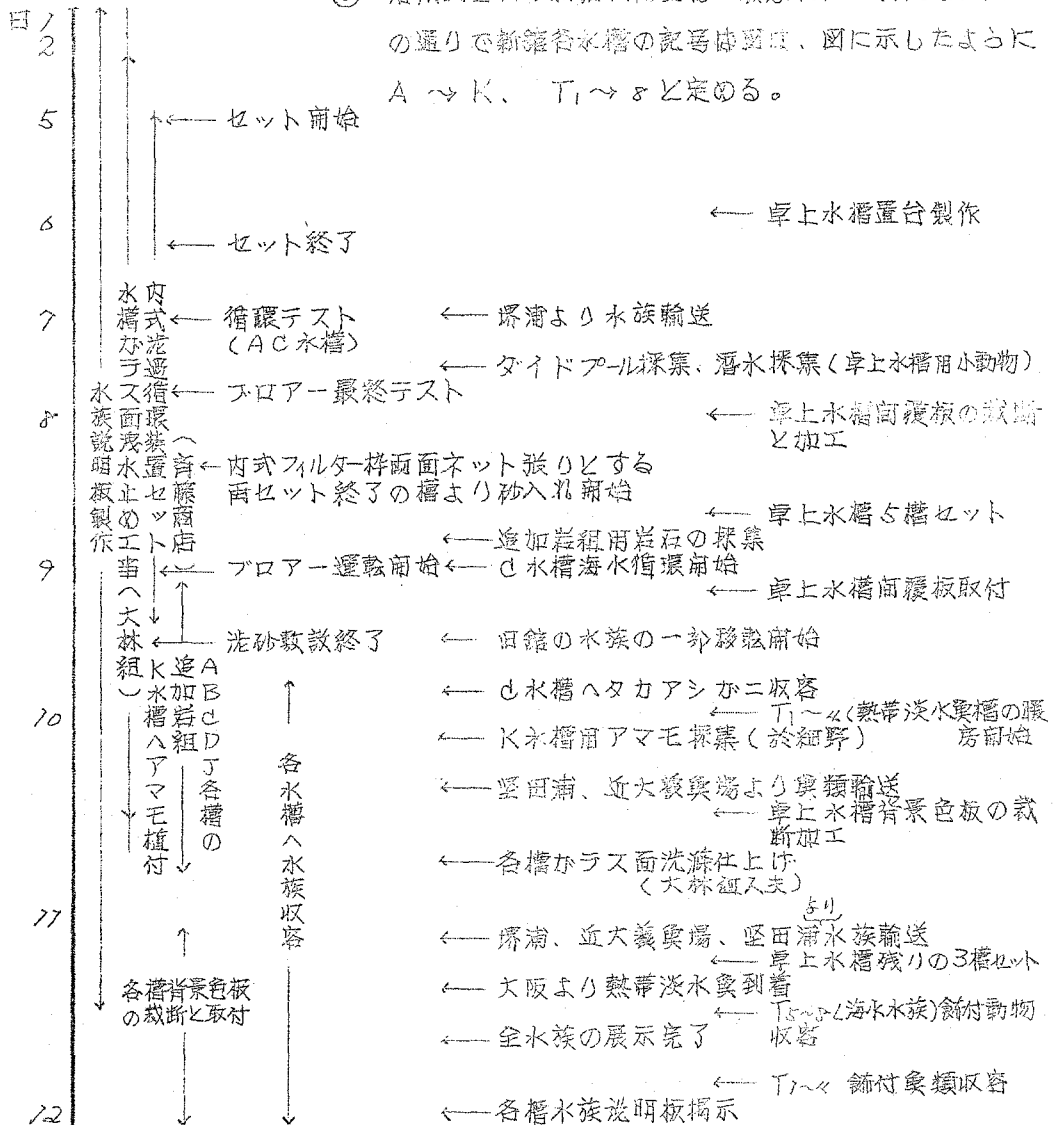 の通りで新館各水槽の記号は図に、図に示したように
A → K、 T₁ → 8 と定める。
日
1
2
5
← セット開始
6
← 卓上水槽置台製作
← セット終了
7
← 循環テスト
(AC水槽)
← 堺浦より水族輸送
← タイドプール採集、潜水採集(卓上水槽用小動物)
← ブロアー最終テスト
8
← 卓上水槽前覆板の裁断
と加工
← 内式フィルター枠両面ネット張りとする
両セット終了の槽より砂入れ開始
← 卓上水槽5槽セット
← 追加岩組用岩石の採集
9
← ブロアー運転開始
← C水槽海水循環開始
← 卓上水槽前覆板取付
← 沪砂敷設終了
← 旧館の水族の一部移転開始
← C水槽へタカアシガニ収容
10
← T₁~₄(熱帯淡水魚槽の暖
房開始
← K水槽用アマモ採集(於細野)
← 堅田浦、近大養魚場より魚類輸送
← 卓上水槽背景色板の裁
断加工
← 各槽ガラス面洗滌仕上げ
(大林組人夫)
11
より
← 堺浦、近大養魚場、堅田浦水族輸送
← 卓上水槽残りの3槽セット
← 大阪より熱帯淡水魚到着
← T₅~₈(海水水族)餌付動物
収容
← 全水族の展示完了
← T₁~₄ 餌付魚類収容
12
← 各槽水族説明板掲示
水族説明板製作
水槽ガラス面洩水止め工事(大林組)
内式沪過循環装置セット(斉藤商店)
K水槽へアマモ植付
ABCDJ各槽の
追加岩組
各水槽へ水族収容
各槽背景色板
の裁断と取付